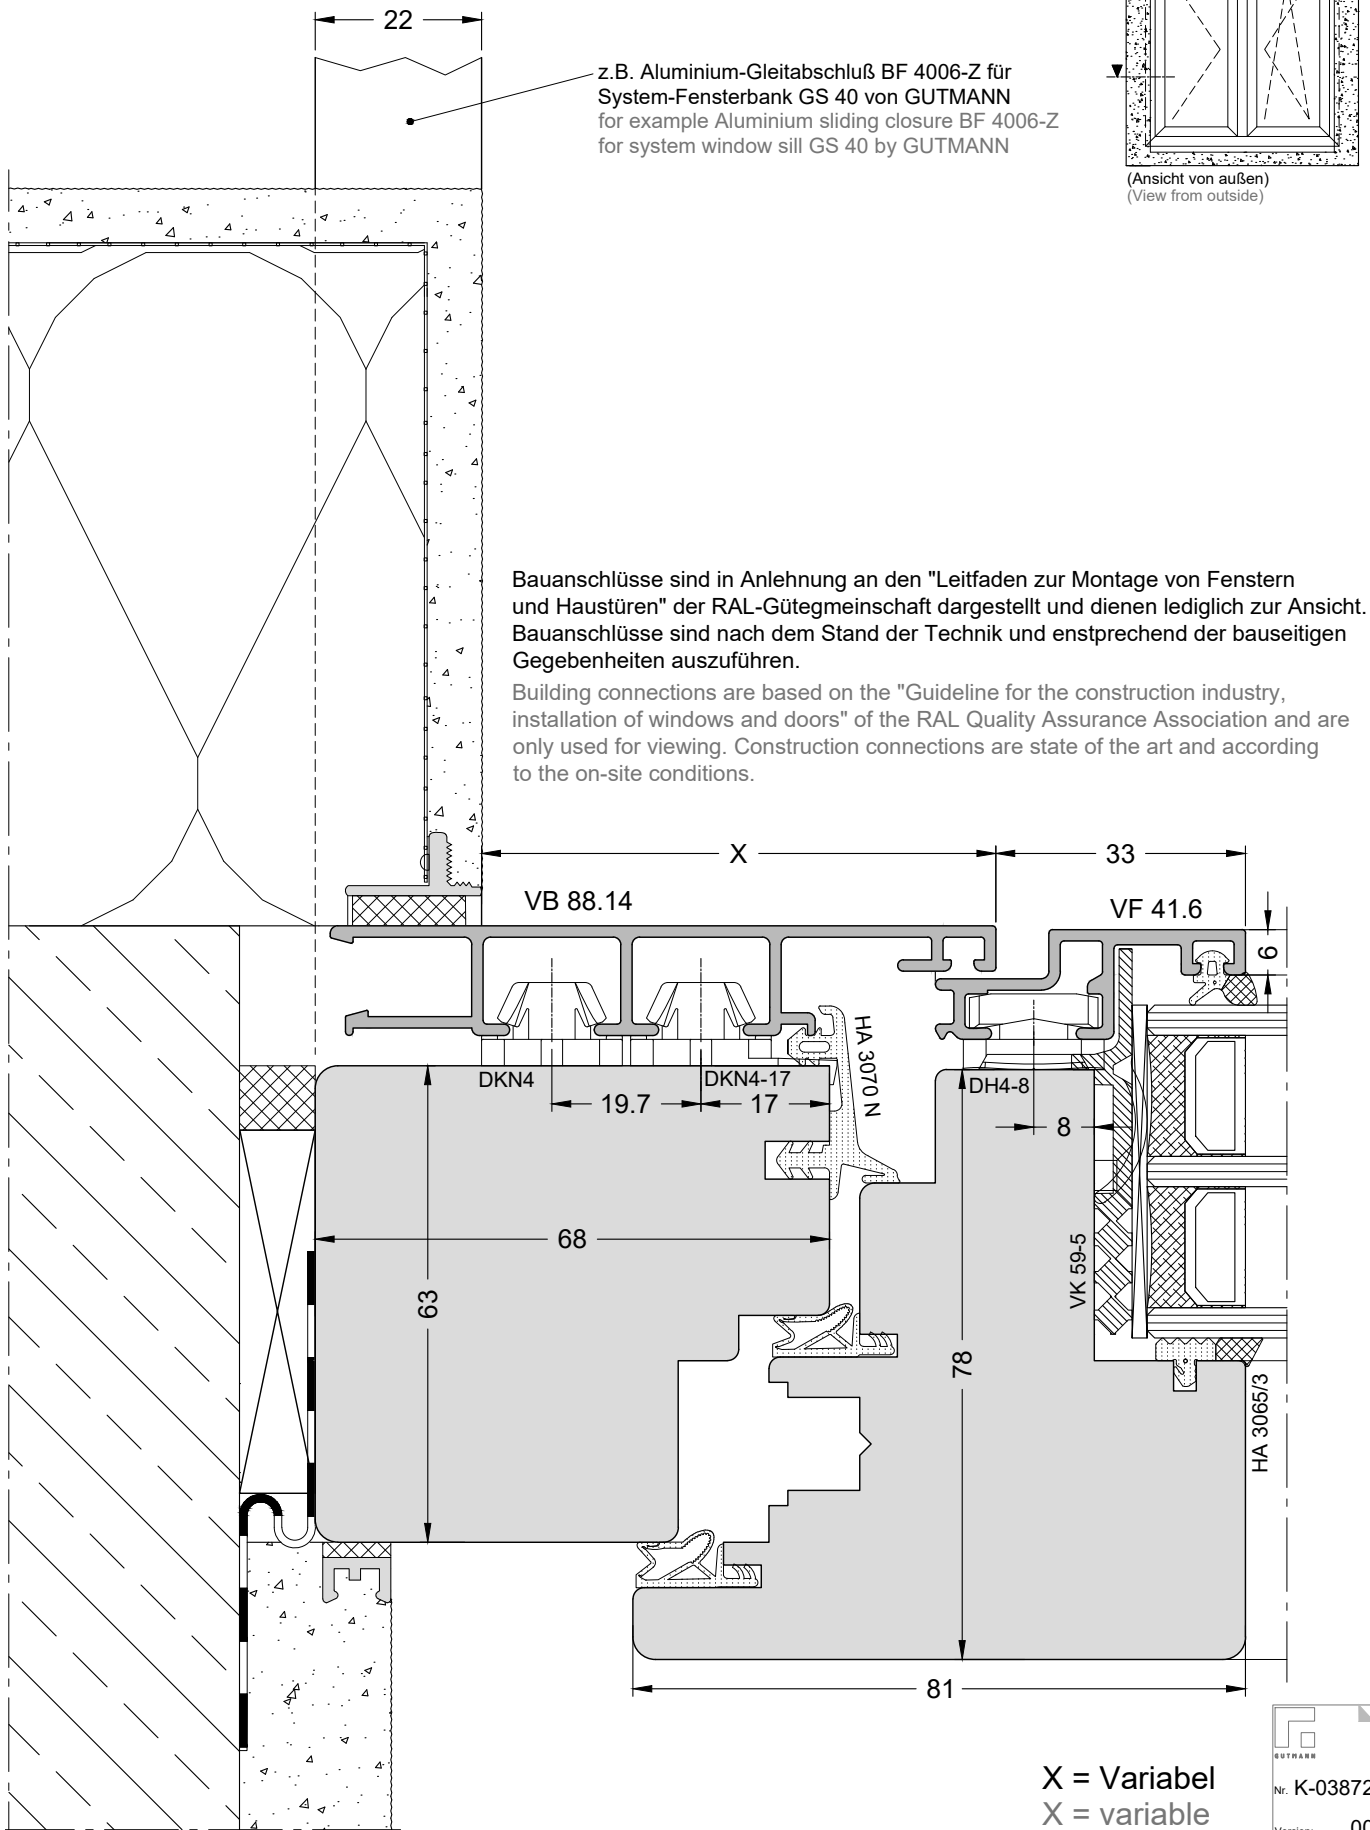 22
z.B. Aluminium-Gleitabschluß BF 4006-Z für
System-Fensterbank GS 40 von GUTMANN
for example Aluminium sliding closure BF 4006-Z
for system window sill GS 40 by GUTMANN
(Ansicht von außen)
(View from outside)
Bauanschlüsse sind in Anlehnung an den "Leitfaden zur Montage von Fenstern
und Haustüren" der RAL-Gütegmeinschaft dargestellt und dienen lediglich zur Ansicht.
Bauanschlüsse sind nach dem Stand der Technik und enstprechend der bauseitigen
Gegebenheiten auszuführen.
Building connections are based on the "Guideline for the construction industry,
installation of windows and doors" of the RAL Quality Assurance Association and are
only used for viewing. Construction connections are state of the art and according
to the on-site conditions.
X
33
VB 88.14
VF 41.6
6
HA 3070 N
DKN4
DKN4-17
DH4-8
19.7
17
8
68
63
VK 59-5
78
HA 3065/3
81
X = Variabel
X = variable
GUTMANN
Nr. K-03872
00